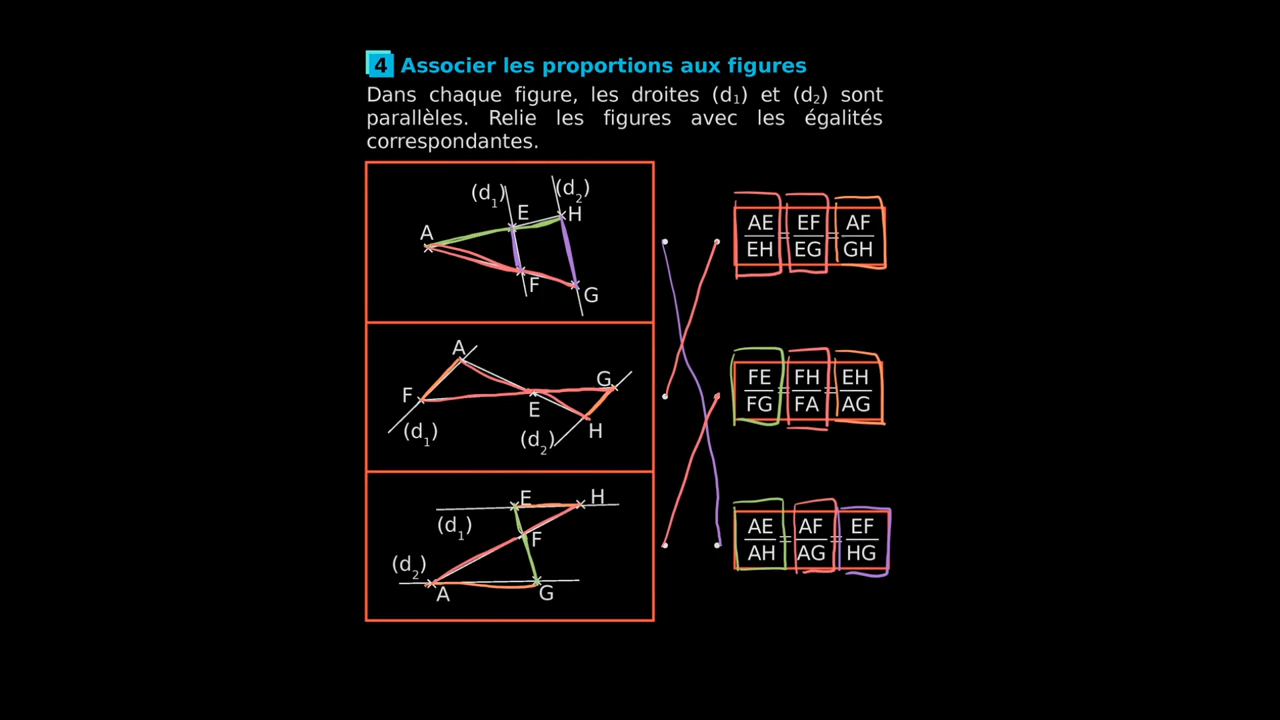 4 Associer les proportions aux figures
Dans chaque figure, les droites (d₁) et (d₂) sont
parallèles. Relie les figures avec les égalités
correspondantes.
(d₁) (d₂)
E H
A
F G
AE/EH = EF/EG = AF/GH
A
G
F
E
(d₁) (d₂) H
FE/FG = FH/FA = EH/AG
E H
(d₁)
F
(d₂)
A G
AE/AH = AF/AG = EF/HG